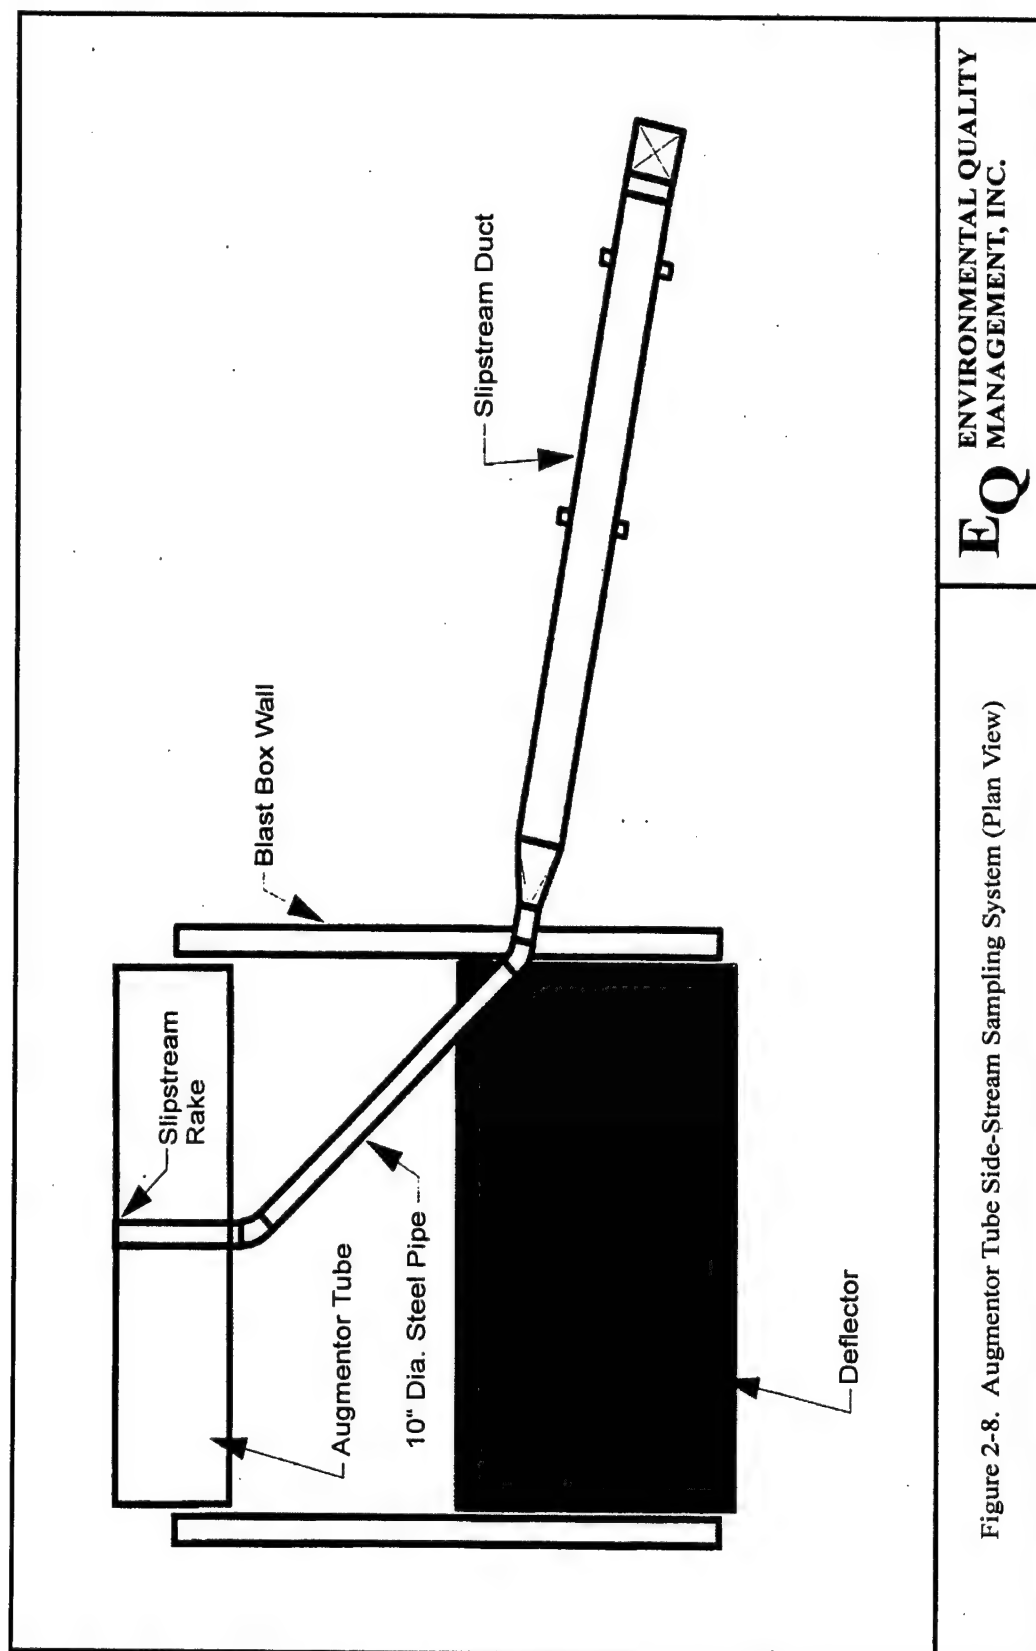 Slipstream
Rake
Augmentor Tube
10" Dia. Steel Pipe
Blast Box Wall
Slipstream Duct
Deflector
Figure 2-8. Augmentor Tube Side-Stream Sampling System (Plan View)
EQ
ENVIRONMENTAL QUALITY
MANAGEMENT, INC.